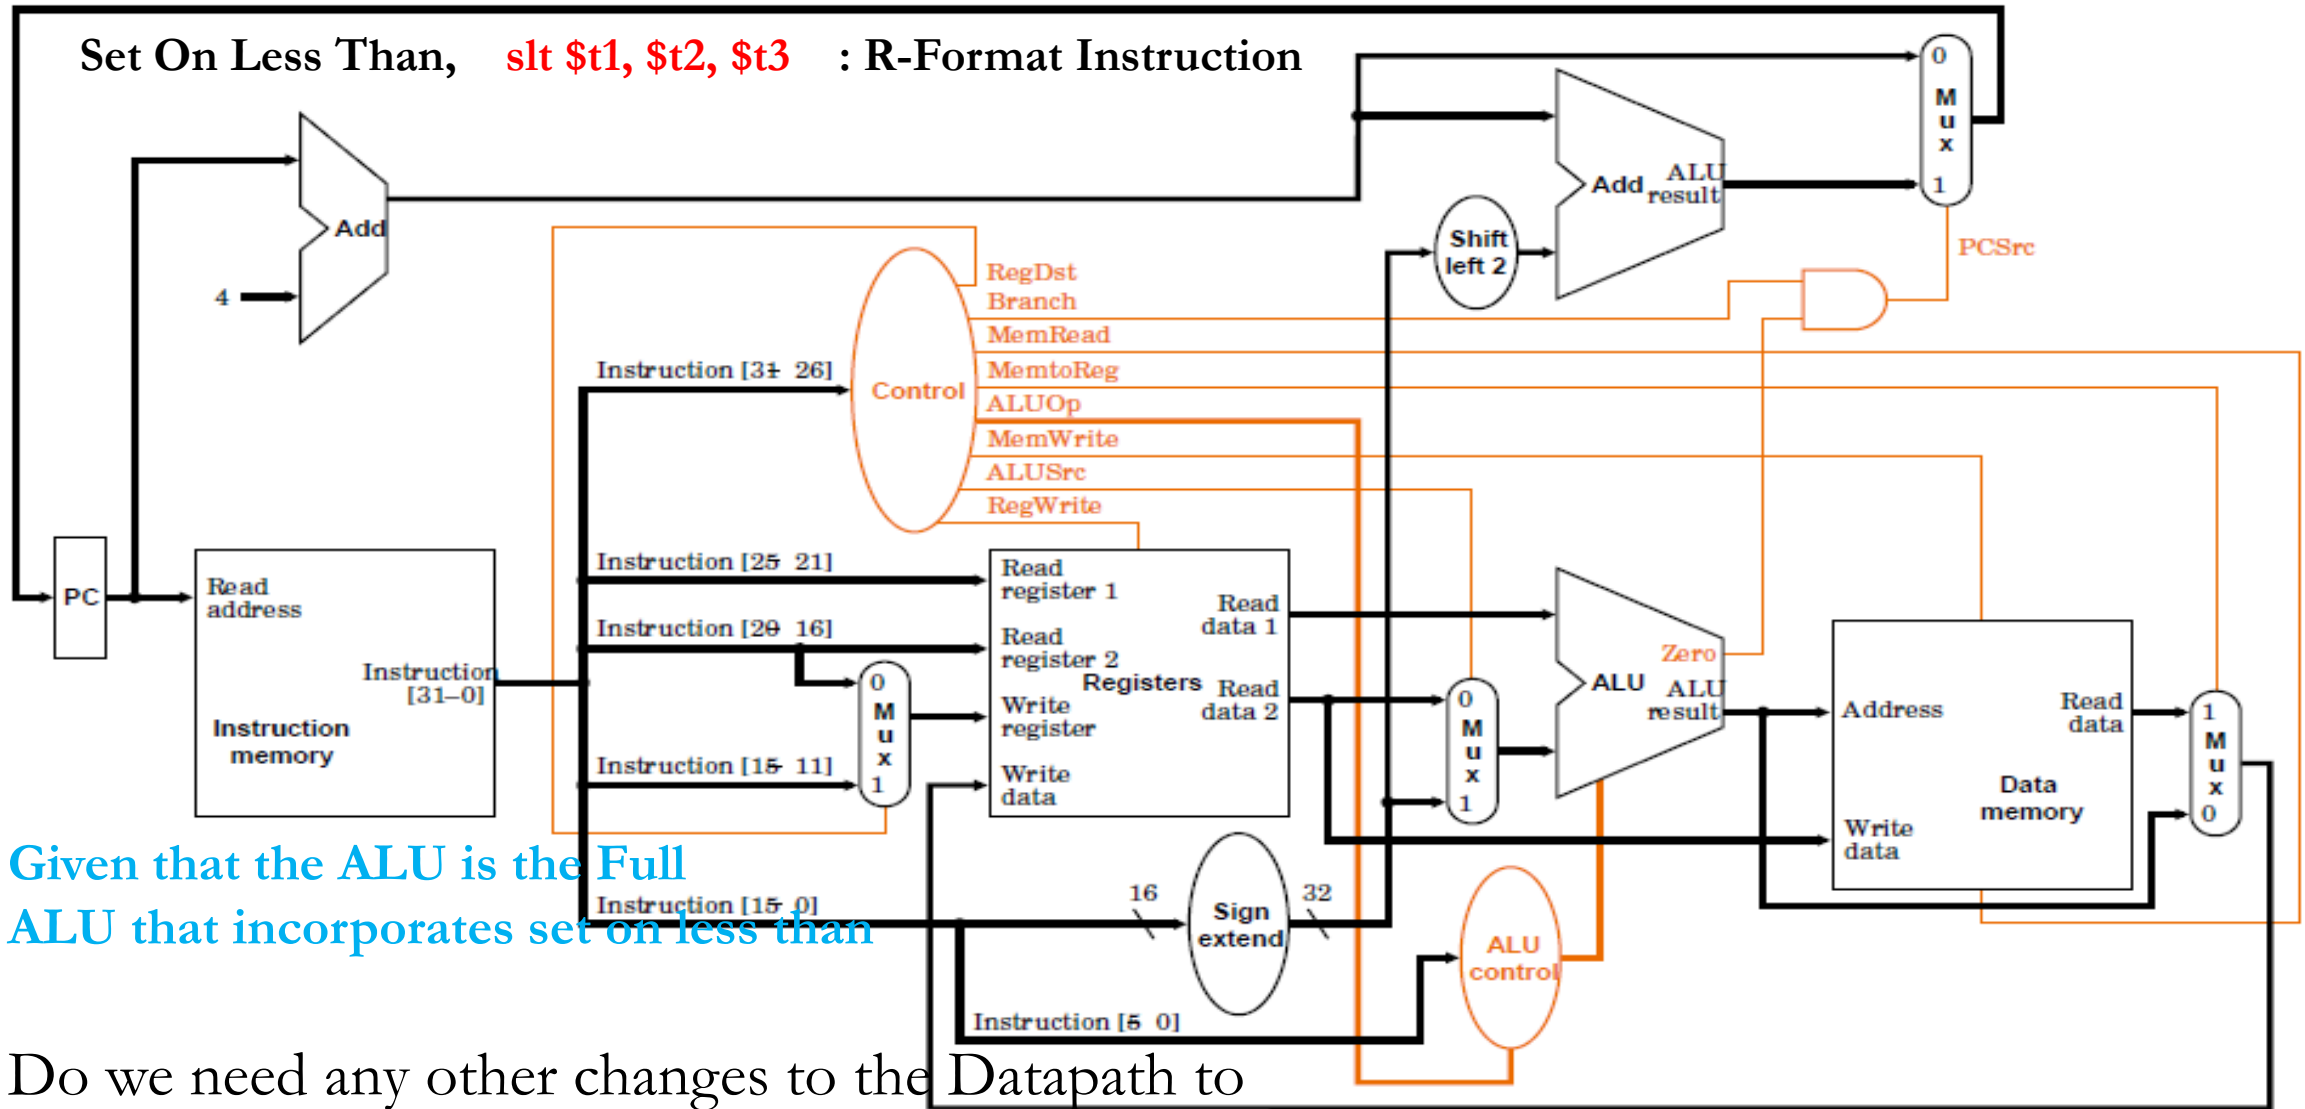 Set On Less Than, slt $t1, $t2, $t3 : R-Format Instruction
0
M
u
x
1
Add
ALU
result
Add
4
Shift
left 2
PCSrc
RegDst
Branch
MemRead
MemtoReg
ALUOp
MemWrite
ALUSrc
RegWrite
Control
Instruction [31 26]
Instruction [25 21]
Instruction [20 16]
Instruction [15 11]
Instruction [15 0]
Instruction [5 0]
PC
Read
address
Instruction
[31–0]
Instruction
memory
0
M
u
x
1
Read
register 1
Read
register 2
Write
register
Write
data
Registers
Read
data 1
Read
data 2
0
M
u
x
1
Zero
ALU
ALU
result
Address
Write
data
Read
data
Data
memory
1
M
u
x
0
16
Sign
extend
32
ALU
control
Given that the ALU is the Full
ALU that incorporates set on less than
Do we need any other changes to the Datapath to